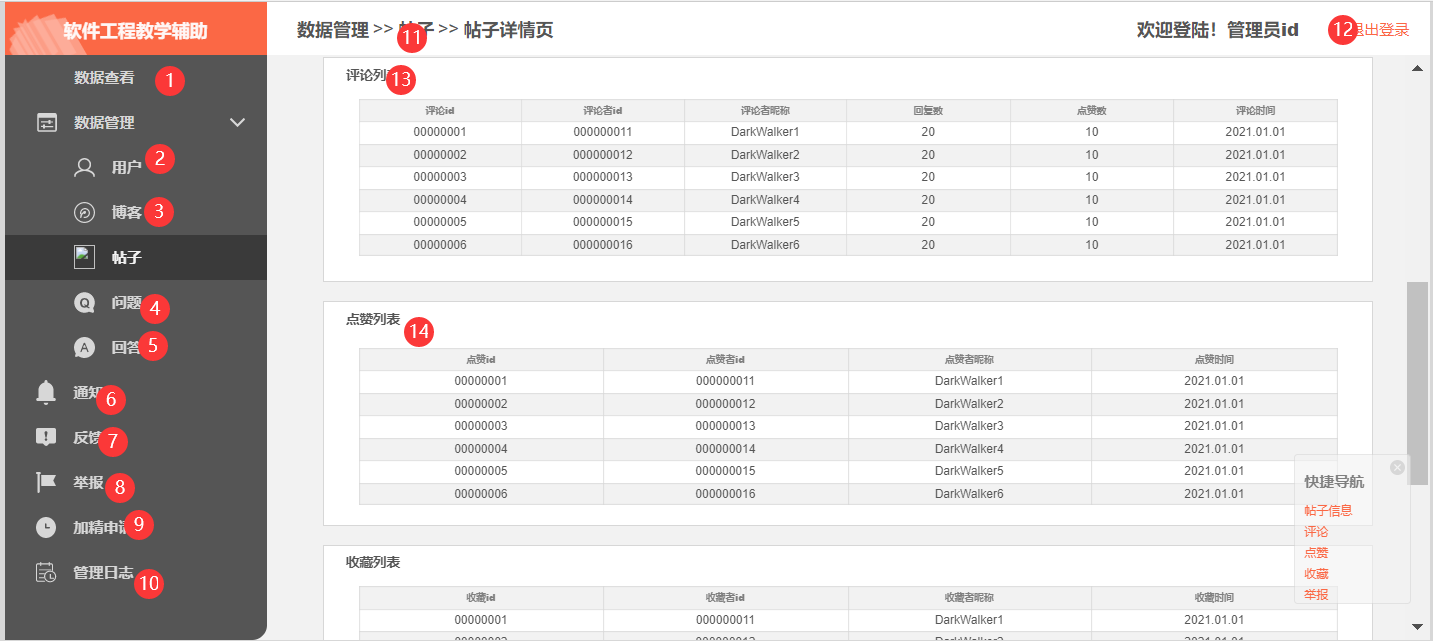 软件工程教学辅助
数据管理 >> 帖子 >> 帖子详情页
欢迎登陆！管理员id
12 退出登录
11
数据查看 1
数据管理
用户 2
博客 3
帖子
问题 4
回答 5
通知 6
反馈 7
举报 8
加精申请 9
管理日志 10
评论列表 13
评论id 评论者id 评论者昵称 回复数 点赞数 评论时间
00000001 000000011 DarkWalker1 20 10 2021.01.01
00000002 000000012 DarkWalker2 20 10 2021.01.01
00000003 000000013 DarkWalker3 20 10 2021.01.01
00000004 000000014 DarkWalker4 20 10 2021.01.01
00000005 000000015 DarkWalker5 20 10 2021.01.01
00000006 000000016 DarkWalker6 20 10 2021.01.01
点赞列表 14
点赞id 点赞者id 点赞者昵称 点赞时间
00000001 000000011 DarkWalker1 2021.01.01
00000002 000000012 DarkWalker2 2021.01.01
00000003 000000013 DarkWalker3 2021.01.01
00000004 000000014 DarkWalker4 2021.01.01
00000005 000000015 DarkWalker5 2021.01.01
00000006 000000016 DarkWalker6 2021.01.01
收藏列表
收藏id 收藏者id 收藏者昵称 收藏时间
00000001 000000011 DarkWalker1 2021.01.01
快捷导航
帖子信息
评论
点赞
收藏
举报